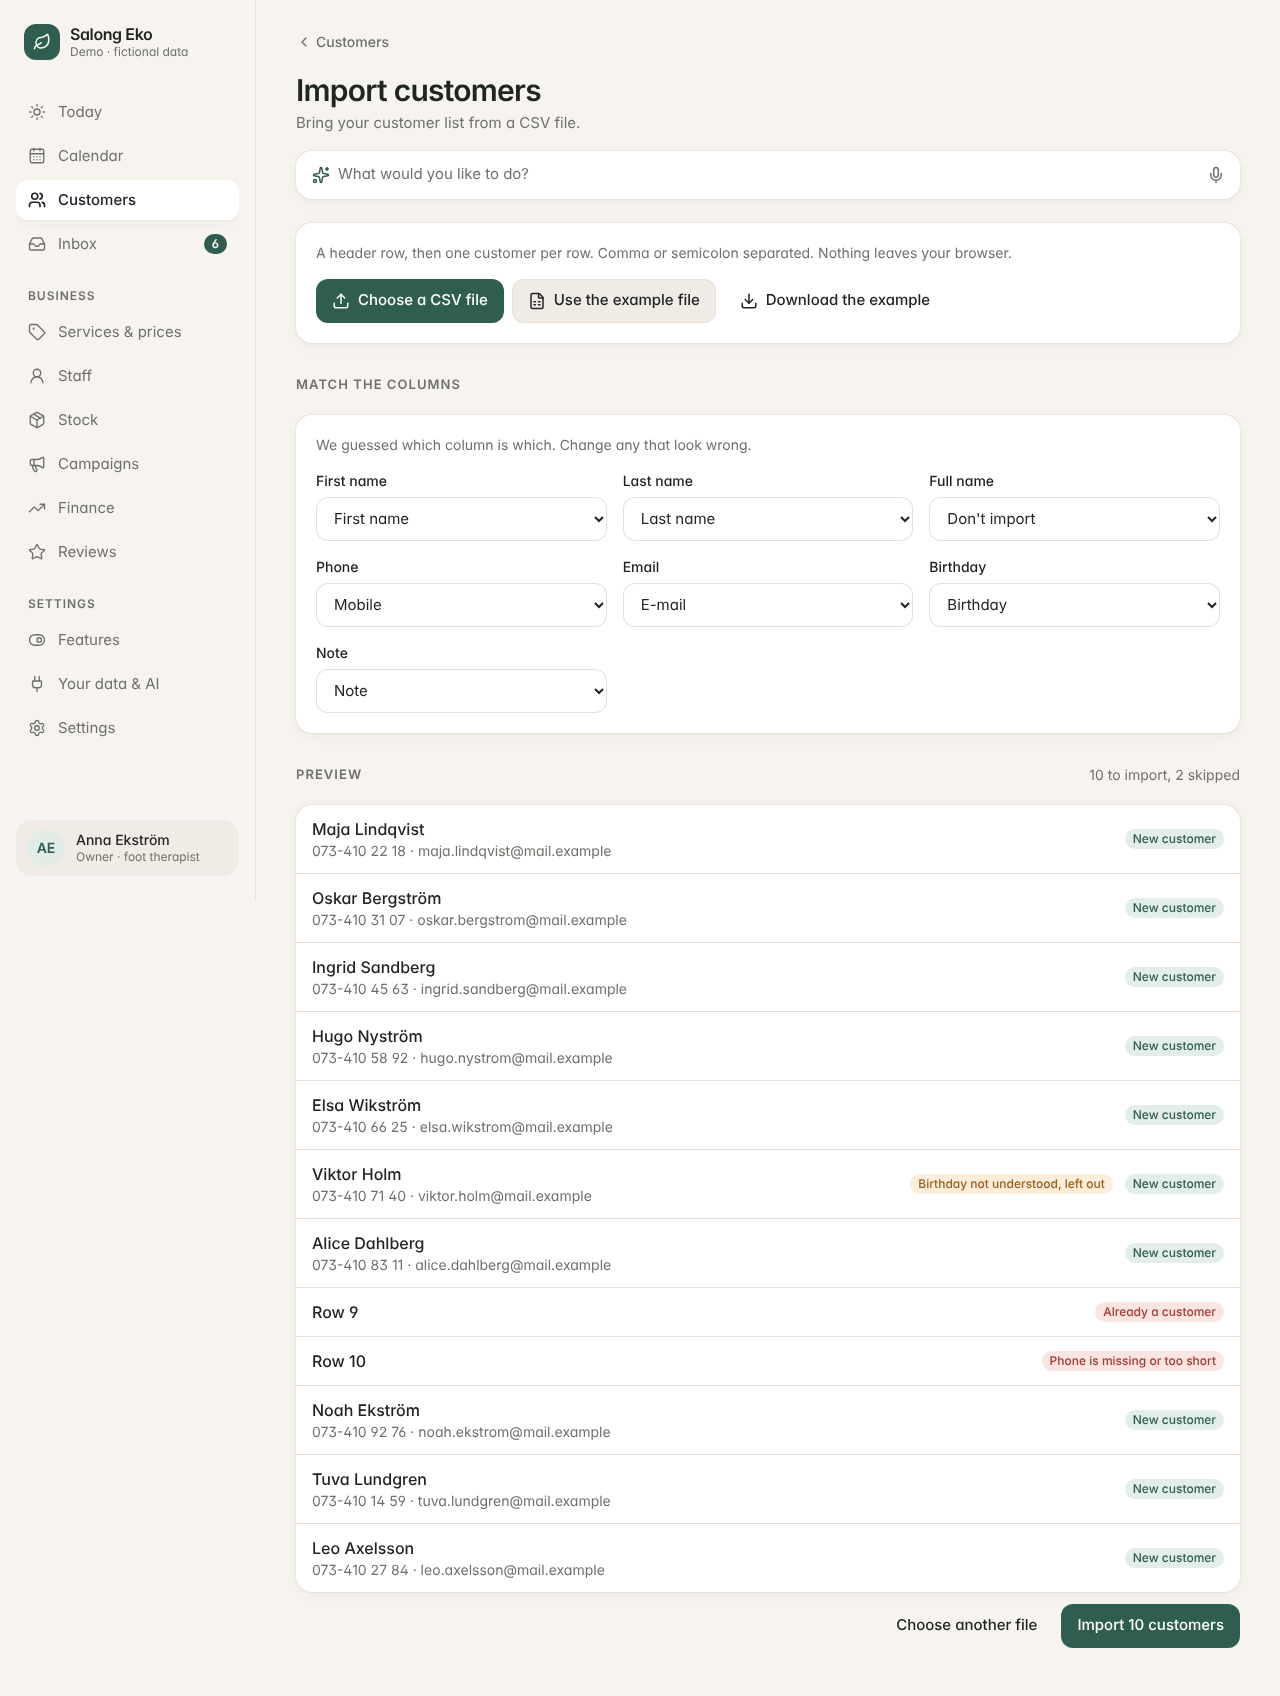 Salong Eko
Demo · fictional data
Today
Calendar
Customers
Inbox
6
BUSINESS
Services & prices
Staff
Stock
Campaigns
Finance
Reviews
SETTINGS
Features
Your data & AI
Settings
AE
Anna Ekström
Owner · foot therapist
Customers
Import customers
Bring your customer list from a CSV file.
What would you like to do?
A header row, then one customer per row. Comma or semicolon separated. Nothing leaves your browser.
Choose a CSV file
Use the example file
Download the example
MATCH THE COLUMNS
We guessed which column is which. Change any that look wrong.
First name
Last name
Full name
First name
Last name
Don't import
Phone
Email
Birthday
Mobile
E-mail
Birthday
Note
Note
PREVIEW
10 to import, 2 skipped
Maja Lindqvist
073-410 22 18 · maja.lindqvist@mail.example
New customer
Oskar Bergström
073-410 31 07 · oskar.bergstrom@mail.example
New customer
Ingrid Sandberg
073-410 45 63 · ingrid.sandberg@mail.example
New customer
Hugo Nyström
073-410 58 92 · hugo.nystrom@mail.example
New customer
Elsa Wikström
073-410 66 25 · elsa.wikstrom@mail.example
New customer
Viktor Holm
073-410 71 40 · viktor.holm@mail.example
Birthday not understood, left out
New customer
Alice Dahlberg
073-410 83 11 · alice.dahlberg@mail.example
New customer
Row 9
Already a customer
Row 10
Phone is missing or too short
Noah Ekström
073-410 92 76 · noah.ekstrom@mail.example
New customer
Tuva Lundgren
073-410 14 59 · tuva.lundgren@mail.example
New customer
Leo Axelsson
073-410 27 84 · leo.axelsson@mail.example
New customer
Choose another file
Import 10 customers